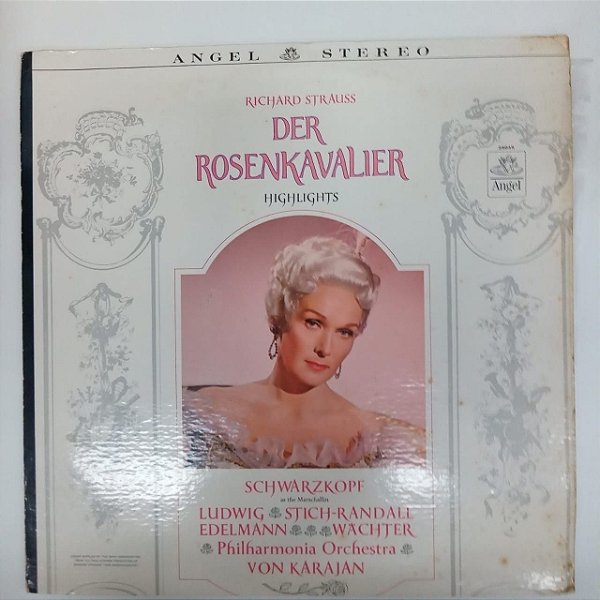 ANGEL STEREO
RICHARD STRAUSS
DER
ROSENKAVALIER
HIGHLIGHTS
Angel
SCHWARZKOPF
as the Marschallin
LUDWIG STICH-RANDALL
EDELMANN WÄCHTER
Philharmonia Orchestra
VON KARAJAN